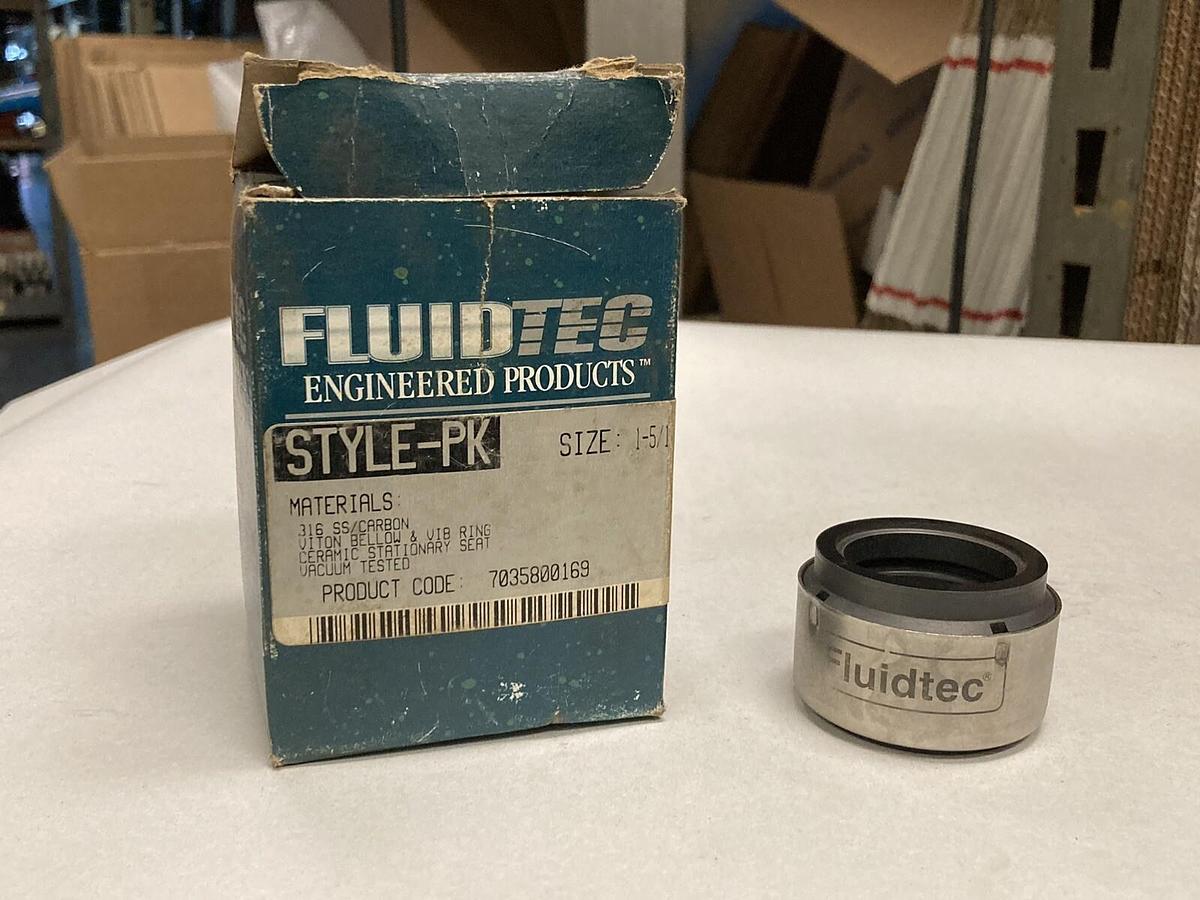 FLUIDTEC
ENGINEERED PRODUCTS™
STYLE-PK
SIZE: 1-5/1
MATERIALS:
316 SS/CARBON
VITON BELLOW & VIB RING
CERAMIC STATIONARY SEAT
VACUUM TESTED
PRODUCT CODE: 7035800169
Fluidtec®